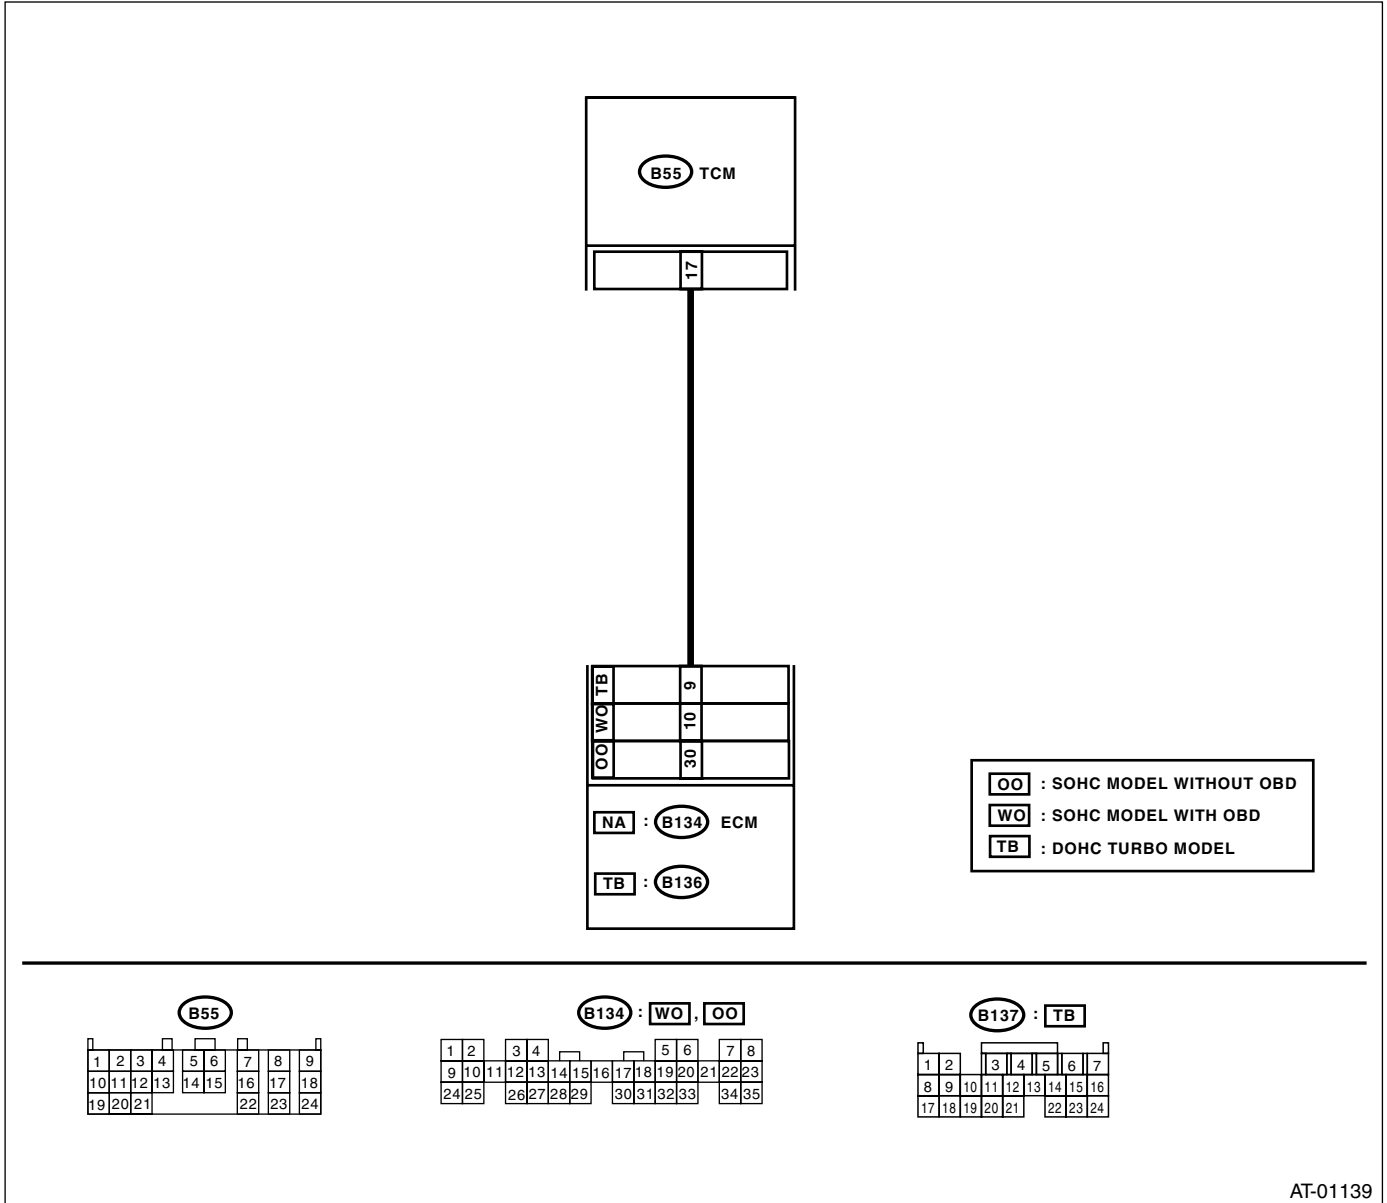 B55 TCM
17
TB 9
WO 10
OO 30
NA : B134 ECM
TB : B136
OO : SOHC MODEL WITHOUT OBD
WO : SOHC MODEL WITH OBD
TB : DOHC TURBO MODEL
B55
1 2 3 4 5 6 7 8 9
10 11 12 13 14 15 16 17 18
19 20 21 22 23 24
B134 : WO , OO
1 2 3 4 5 6 7 8
9 10 11 12 13 14 15 16 17 18 19 20 21 22 23
24 25 26 27 28 29 30 31 32 33 34 35
B137 : TB
1 2 3 4 5 6 7
8 9 10 11 12 13 14 15 16
17 18 19 20 21 22 23 24
AT-01139